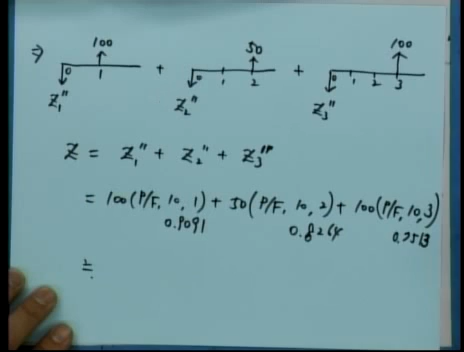 ⇒ 100 50 100
0 1 + 0 1 2 + 0 1 2 3
Z₁" Z₂" Z₃"
Z = Z₁" + Z₂" + Z₃"
= 100(P/F, 10, 1) + 50(P/F, 10, 2) + 100(P/F, 10, 3)
0.9091 0.8264 0.7513
≐